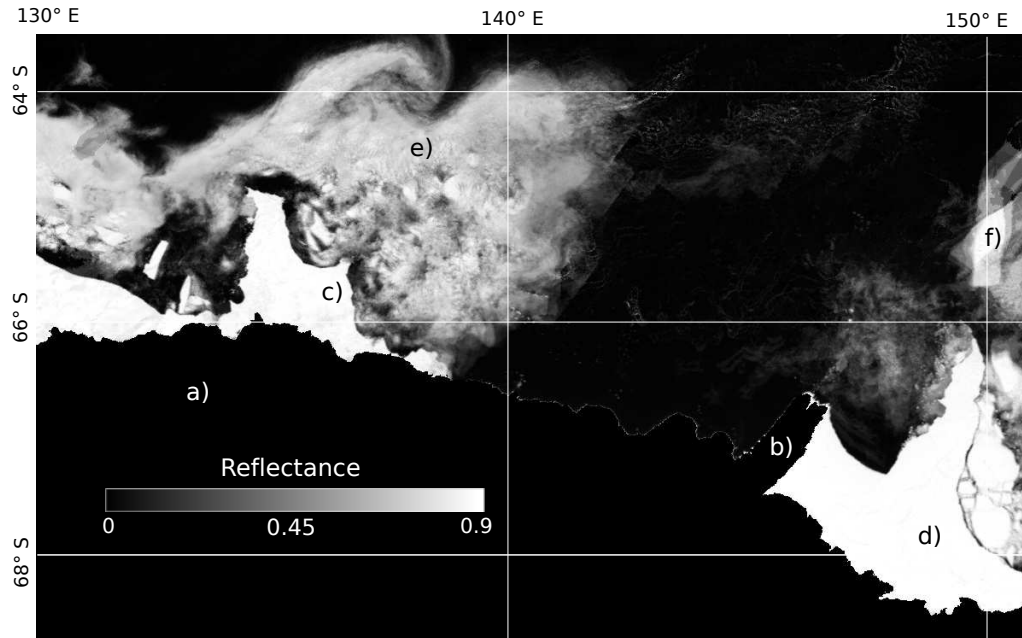 130° E
140° E
150° E
64° S
e)
f)
c)
66° S
a)
b)
Reflectance
0
0.45
0.9
d)
68° S